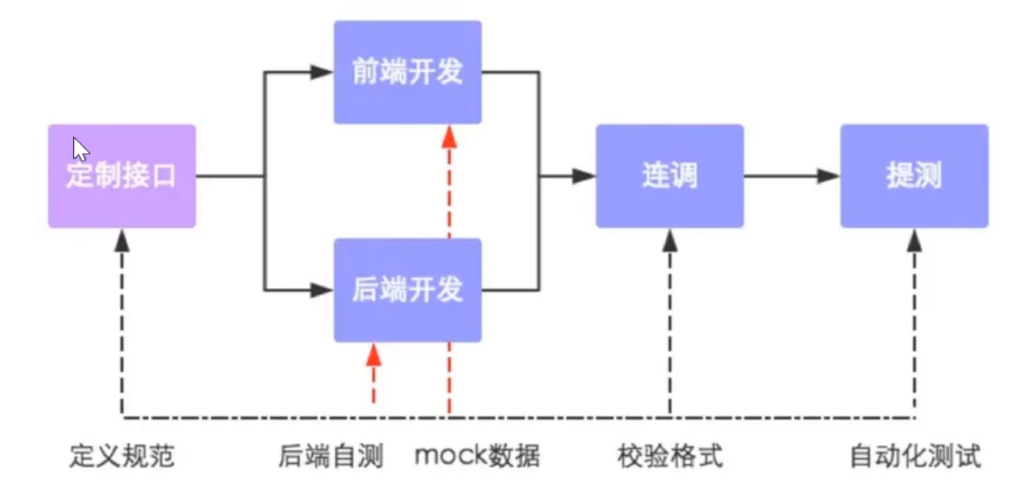 前端开发
定制接口
连调
提测
后端开发
定义规范
后端自测
mock数据
校验格式
自动化测试